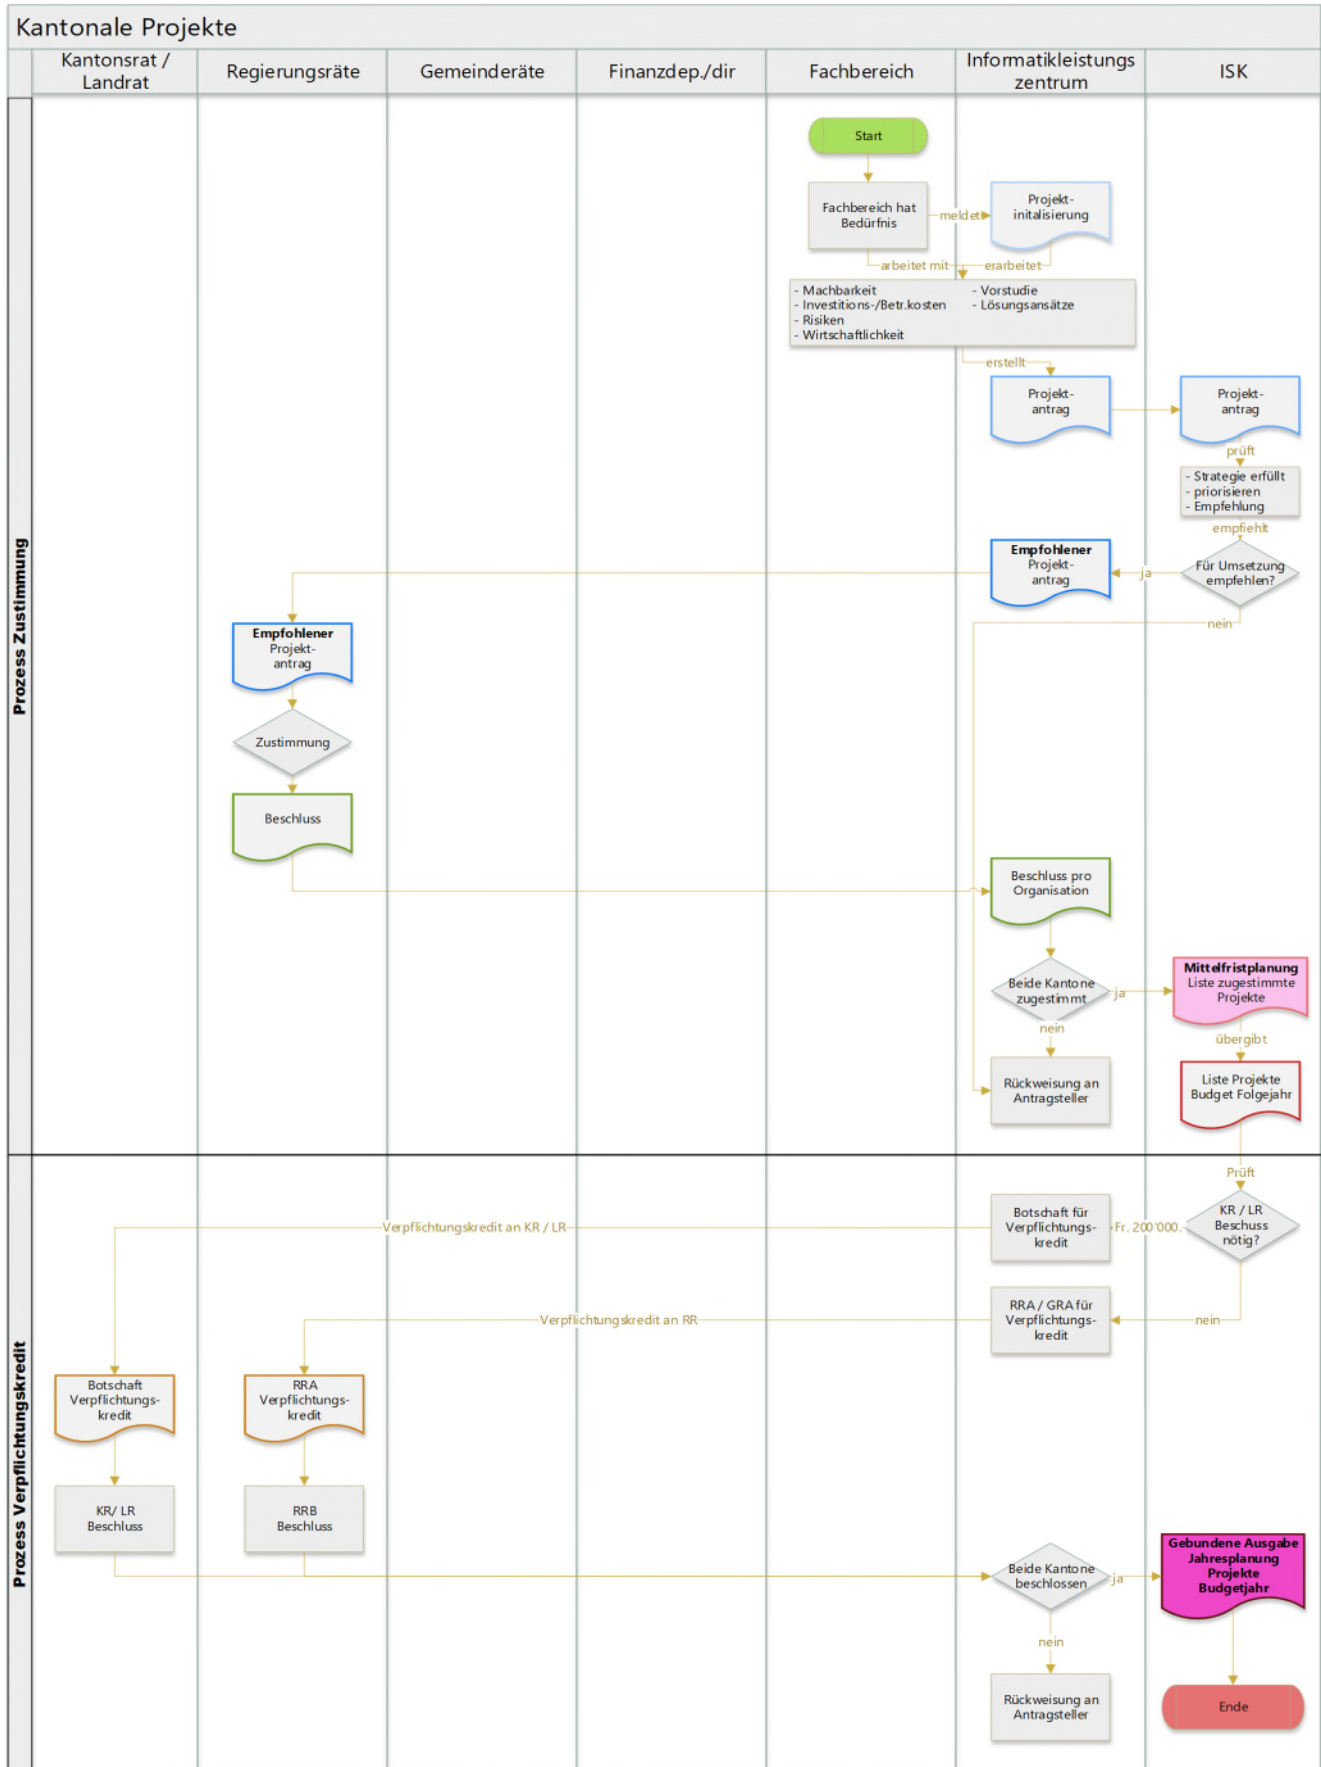 Kantonale Projekte
Kantonsrat /
Landrat
Regierungsräte
Gemeinderäte
Finanzdep./dir
Fachbereich
Informatikleistungs
zentrum
ISK
Prozess Zustimmung
Start
Fachbereich hat
Bedürfnis
meldet
Projekt-
initalisierung
arbeitet mit
erarbeitet
- Machbarkeit
- Investitions-/Betr.kosten
- Risiken
- Wirtschaftlichkeit
- Vorstudie
- Lösungsansätze
erstellt
Projekt-
antrag
Projekt-
antrag
prüft
- Strategie erfüllt
- priorisieren
- Empfehlung
empfiehlt
Für Umsetzung
empfehlen?
ja
nein
Empfohlener
Projekt-
antrag
Empfohlener
Projekt-
antrag
Zustimmung
Beschluss
Beschluss pro
Organisation
Beide Kantone
zugestimmt
ja
nein
Mittelfristplanung
Liste zugestimmte
Projekte
übergibt
Rückweisung an
Antragsteller
Liste Projekte
Budget Folgejahr
Prozess Verpflichtungskredit
Prüft
KR / LR
Beschuss
nötig?
Fr. 200'000.
Botschaft für
Verpflichtungs-
kredit
Verpflichtungskredit an KR / LR
nein
RRA / GRA für
Verpflichtungs-
kredit
Verpflichtungskredit an RR
Botschaft
Verpflichtungs-
kredit
RRA
Verpflichtungs-
kredit
KR/ LR
Beschluss
RRB
Beschluss
Beide Kantone
beschlossen
ja
nein
Gebundene Ausgabe
Jahresplanung
Projekte
Budgetjahr
Rückweisung an
Antragsteller
Ende